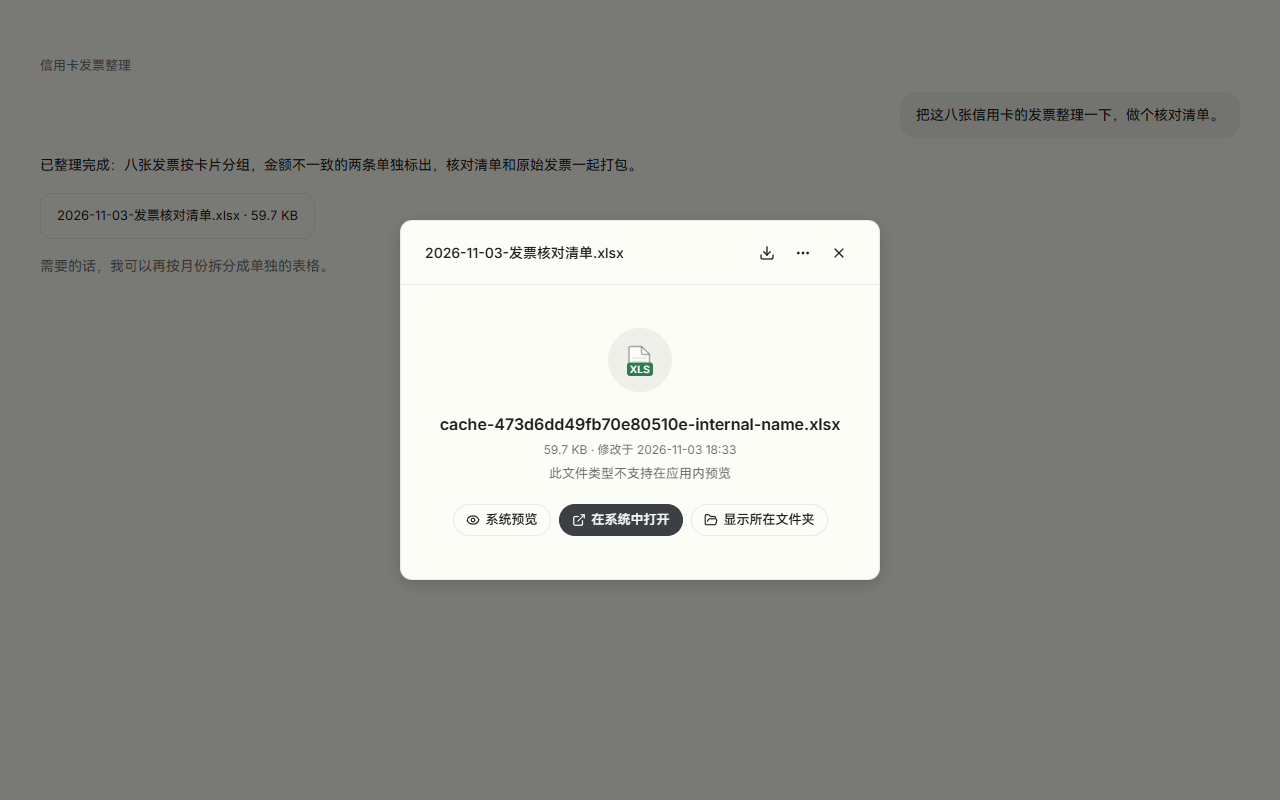 信用卡发票整理
把这八张信用卡的发票整理一下，做个核对清单。
已整理完成：八张发票按卡片分组，金额不一致的两条单独标出，核对清单和原始发票一起打包。
2026-11-03-发票核对清单.xlsx · 59.7 KB
需要的话，我可以再按月份拆分成单独的表格。
2026-11-03-发票核对清单.xlsx
XLS
cache-473d6dd49fb70e80510e-internal-name.xlsx
59.7 KB · 修改于 2026-11-03 18:33
此文件类型不支持在应用内预览
系统预览 在系统中打开 显示所在文件夹